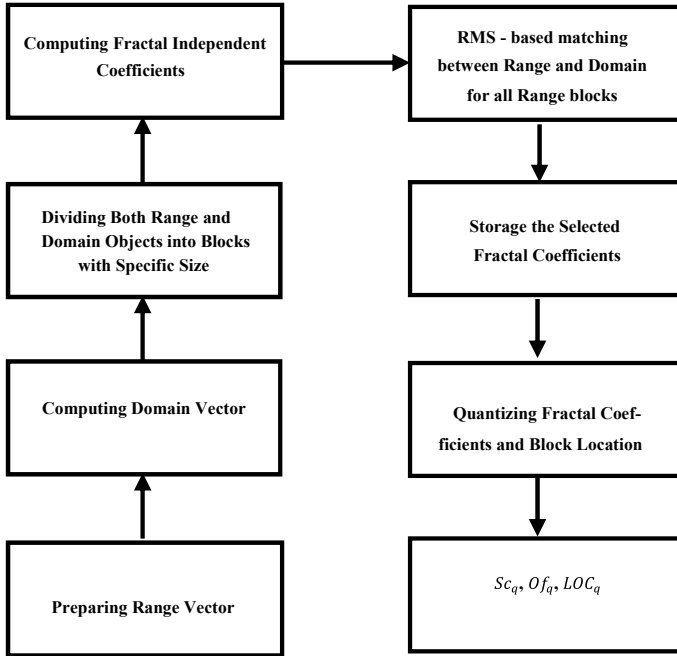 Computing Fractal Independent
Coefficients
RMS - based matching
between Range and Domain
for all Range blocks
Dividing Both Range and
Domain Objects into Blocks
with Specific Size
Storage the Selected
Fractal Coefficients
Computing Domain Vector
Quantizing Fractal Coef-
ficients and Block Location
Preparing Range Vector
Sc_q, Of_q, LOC_q